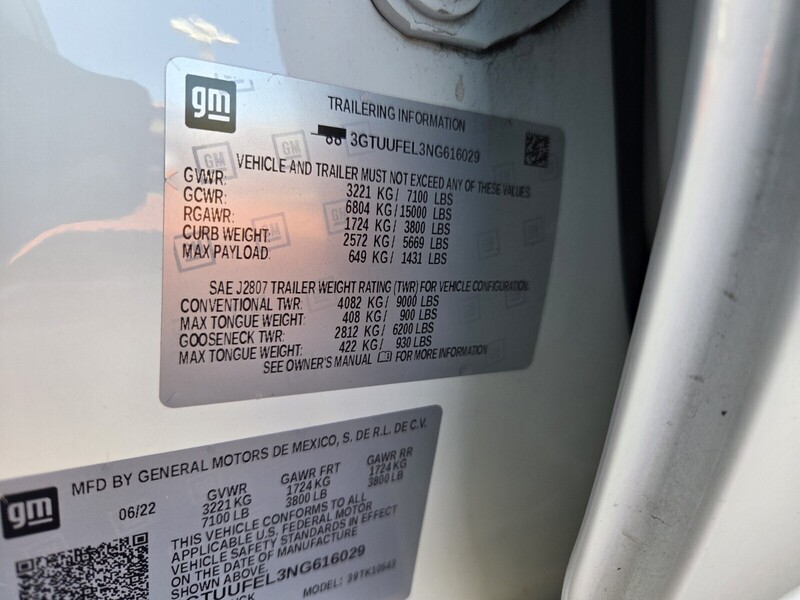 gm
TRAILERING INFORMATION
3GTUUFEL3NG616029
VEHICLE AND TRAILER MUST NOT EXCEED ANY OF THESE VALUES
GVWR: 3221 KG/ 7100 LBS
GCWR: 6804 KG/15000 LBS
RGAWR: 1724 KG/ 3800 LBS
CURB WEIGHT: 2572 KG/ 5669 LBS
MAX PAYLOAD: 649 KG/ 1431 LBS
SAE J2807 TRAILER WEIGHT RATING (TWR) FOR VEHICLE CONFIGURATION.
CONVENTIONAL TWR: 4082 KG/ 9000 LBS
MAX TONGUE WEIGHT: 408 KG/ 900 LBS
GOOSENECK TWR: 2812 KG/ 6200 LBS
MAX TONGUE WEIGHT: 422 KG/ 930 LBS
SEE OWNER'S MANUAL FOR MORE INFORMATION
gm
MFD BY GENERAL MOTORS DE MEXICO, S. DE R.L. DE C.V.
06/22 GVWR GAWR FRT GAWR RR
3221 KG 1724 KG 1724 KG
7100 LB 3800 LB 3800 LB
THIS VEHICLE CONFORMS TO ALL
APPLICABLE U.S. FEDERAL MOTOR
VEHICLE SAFETY STANDARDS IN EFFECT
ON THE DATE OF MANUFACTURE
SHOWN ABOVE.
3GTUUFEL3NG616029
MODEL: